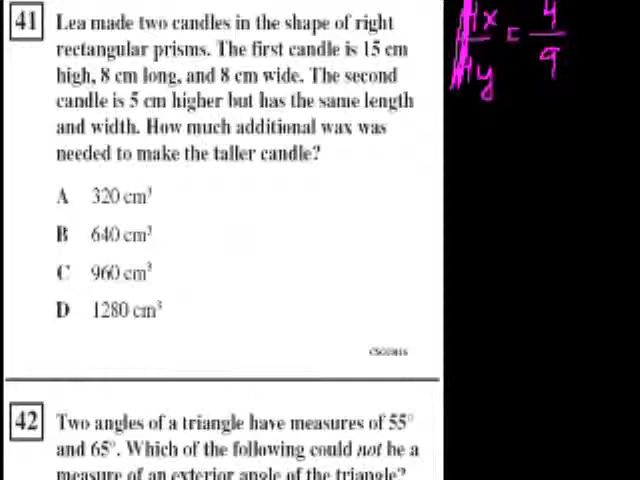 41 Lea made two candles in the shape of right
rectangular prisms. The first candle is 15 cm
high, 8 cm long, and 8 cm wide. The second
candle is 5 cm higher but has the same length
and width. How much additional wax was
needed to make the taller candle?
A 320 cm³
B 640 cm³
C 960 cm³
D 1280 cm³
42 Two angles of a triangle have measures of 55°
and 65°. Which of the following could not be a
measure of an exterior angle of the triangle?
x
y
=
4
9